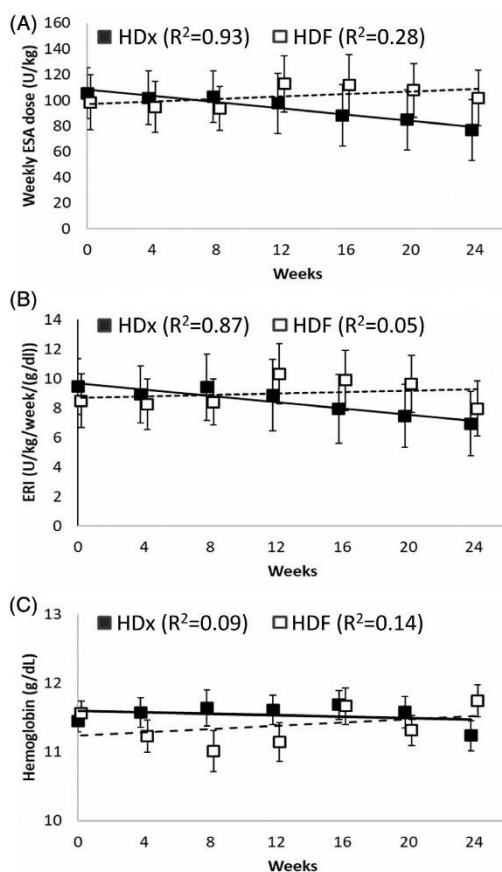 (A)
HDx (R²=0.93) HDF (R²=0.28)
Weekly ESA dose (U/kg)
160
140
120
100
80
60
40
20
0
0 4 8 12 16 20 24
Weeks
(B)
HDx (R²=0.87) HDF (R²=0.05)
ERI (U/kg/week/(g/dl))
14
12
10
8
6
4
2
0
0 4 8 12 16 20 24
Weeks
(C)
HDx (R²=0.09) HDF (R²=0.14)
Hemoglobin (g/dL)
13
12
11
10
0 4 8 12 16 20 24
Weeks